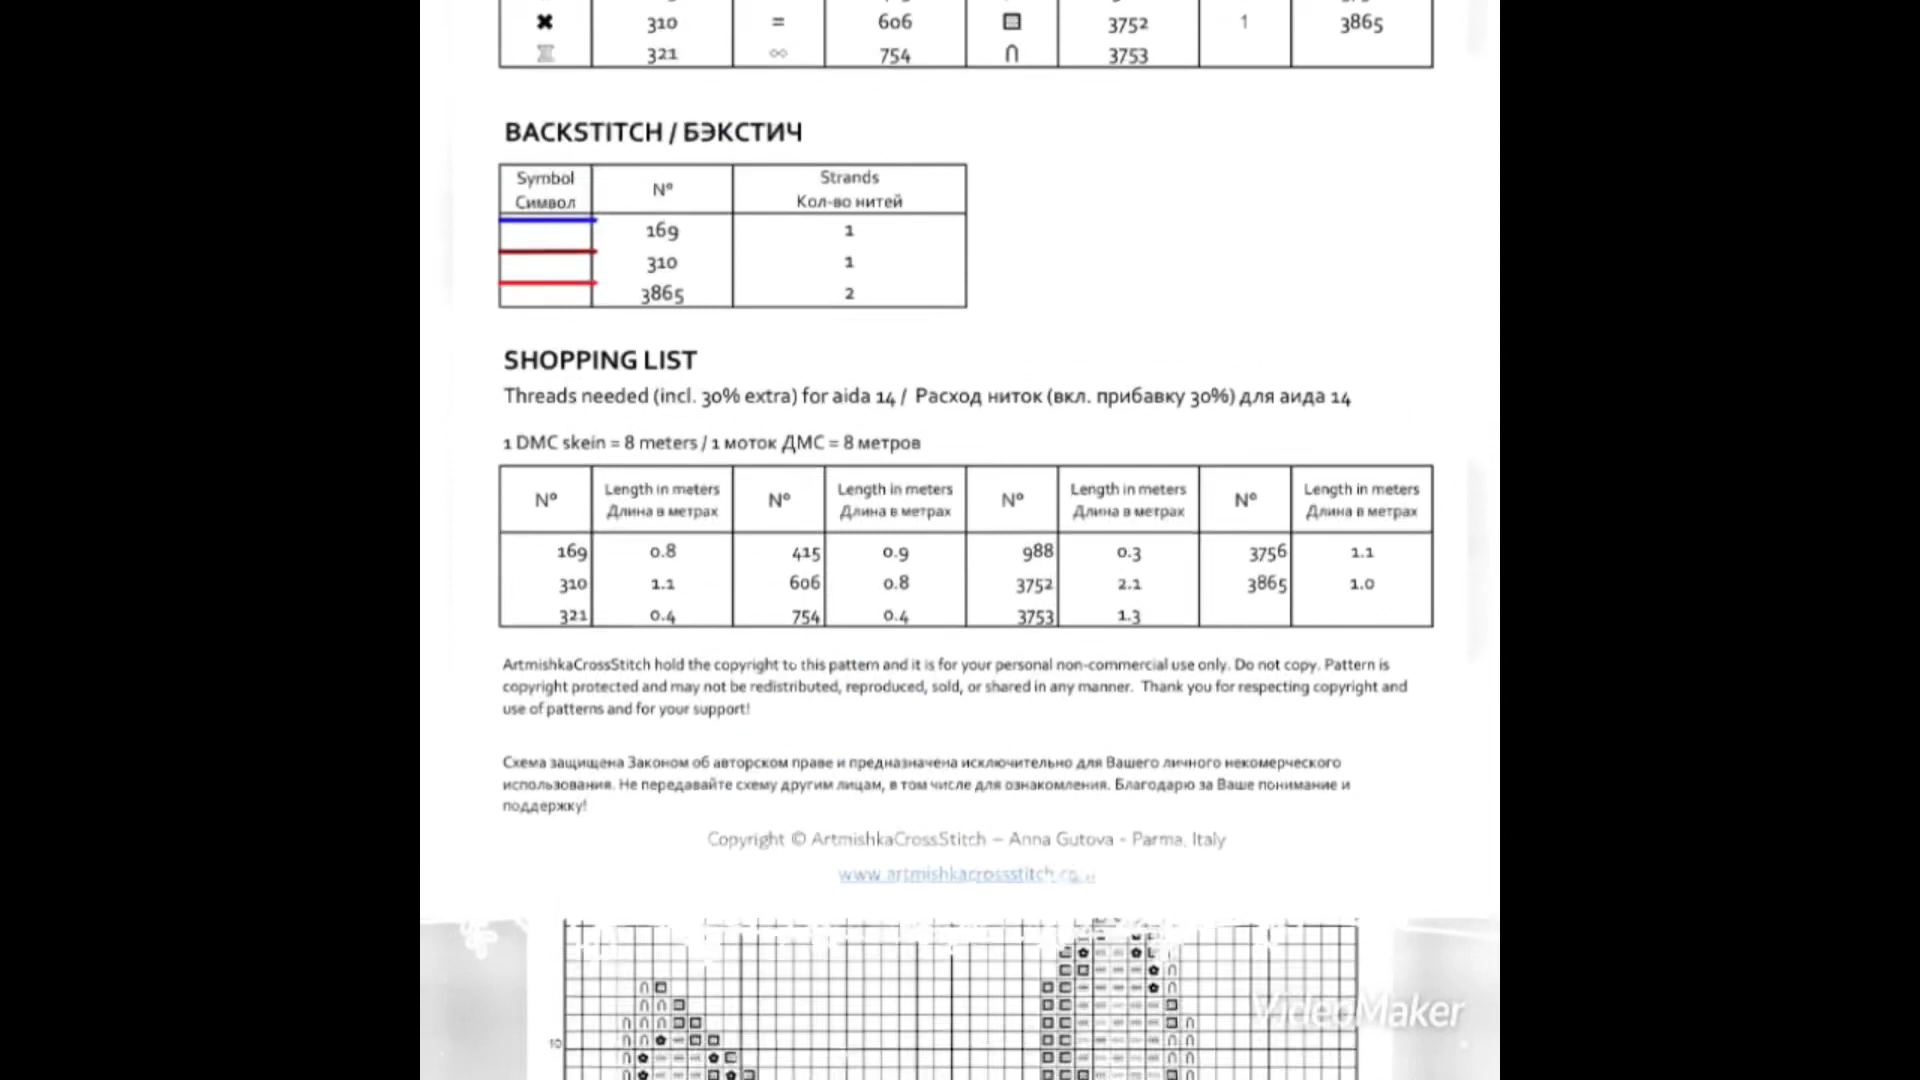 ✖ 310 = 606 3752 1 3865
321 ∞ 754 ∩ 3753
BACKSTITCH / БЭКСТИЧ
Symbol Nº Strands
Символ Кол-во нитей
169 1
310 1
3865 2
SHOPPING LIST
Threads needed (incl. 30% extra) for aida 14 / Расход ниток (вкл. прибавку 30%) для аида 14
1 DMC skein = 8 meters / 1 моток ДМС = 8 метров
Nº Length in meters Nº Length in meters Nº Length in meters Nº Length in meters
Длина в метрах Длина в метрах Длина в метрах Длина в метрах
169 0.8 415 0.9 988 0.3 3756 1.1
310 1.1 606 0.8 3752 2.1 3865 1.0
321 0.4 754 0.4 3753 1.3
ArtmishkaCrossStitch hold the copyright to this pattern and it is for your personal non-commercial use only. Do not copy. Pattern is
copyright protected and may not be redistributed, reproduced, sold, or shared in any manner. Thank you for respecting copyright and
use of patterns and for your support!
Схема защищена Законом об авторском праве и предназначена исключительно для Вашего личного некомерческого
использования. Не передавайте схему другим лицам, в том числе для ознакомления. Благодарю за Ваше понимание и
поддержку!
Copyright © ArtmishkaCrossStitch – Anna Gutova - Parma, Italy
10
VideoMaker